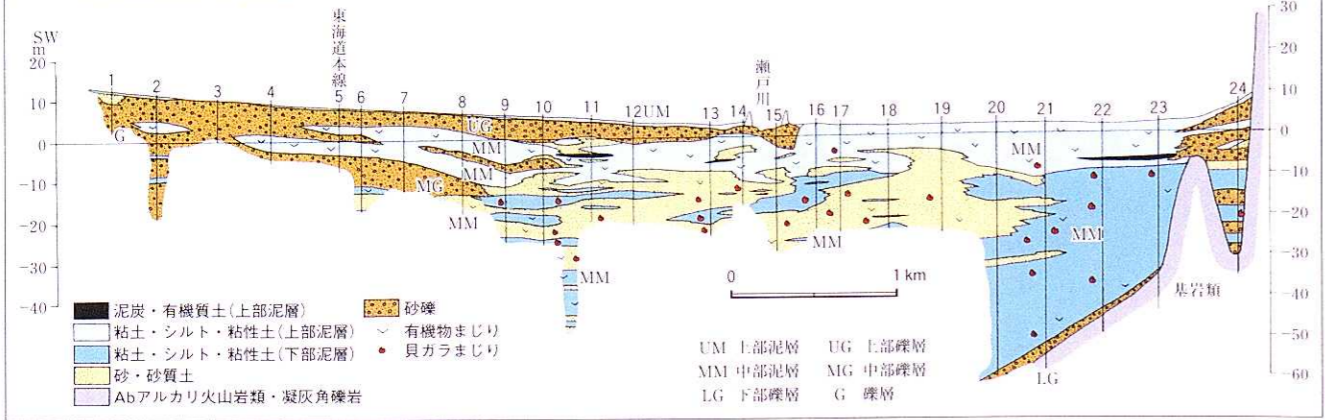 SW
m
20
10
0
-10
-20
-30
-40
東海道本線
瀬戸川
1 2 3 4 5 6 7 8 9 10 11 12 13 14 15 16 17 18 19 20 21 22 23 24
UM
UG
G
MM
MM
MG
MM
MM
MM
MM
MM
LG
基岩類
30
20
10
0
-10
-20
-30
-40
-50
-60
0 1 km
泥炭・有機質土(上部泥層)
粘土・シルト・粘性土(上部泥層)
粘土・シルト・粘性土(下部泥層)
砂・砂質土
Abアルカリ火山岩類・凝灰角礫岩
砂礫
有機物まじり
貝ガラまじり
UM 上部泥層 UG 上部礫層
MM 中部泥層 MG 中部礫層
LG 下部礫層 G 礫層